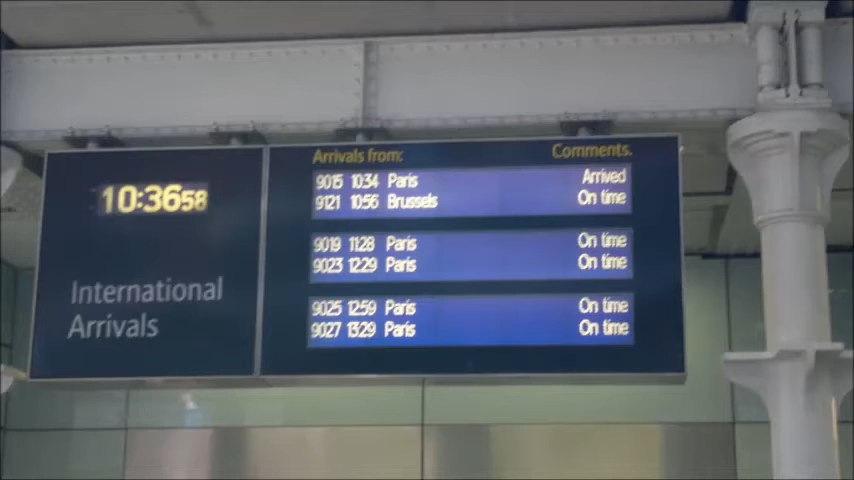 10:36:58
International
Arrivals
Arrivals from: Comments.
9015 10:34 Paris Arrived
9121 10:56 Brussels On time
9019 11:28 Paris On time
9023 12:29 Paris On time
9025 12:59 Paris On time
9027 13:29 Paris On time